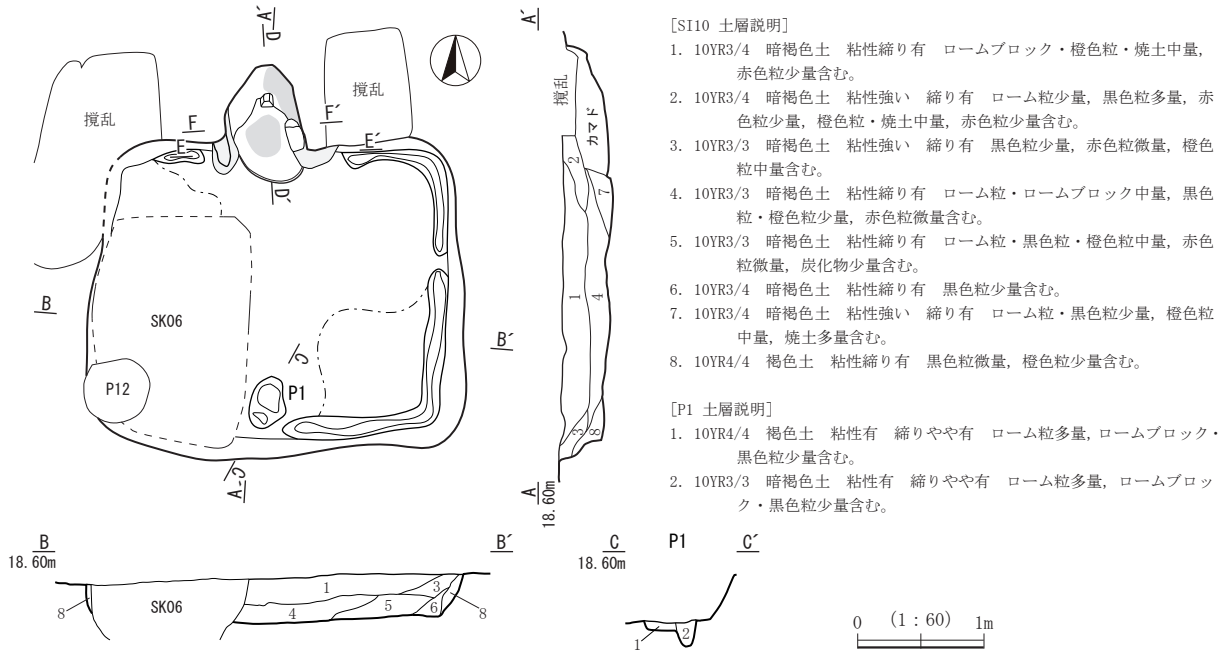 A´
D
撹乱
撹乱
F
F´
E
E´
D´
B
B´
SK06
C
P1
P12
A
C´
A´
撹乱
カマド
2
7
1
4
3
8
A
18.60m
[SI10 土層説明]
1. 10YR3/4 暗褐色土 粘性締り有 ロームブロック・橙色粒・焼土中量,
赤色粒少量含む。
2. 10YR3/4 暗褐色土 粘性強い 締り有 ローム粒少量, 黒色粒多量, 赤
色粒少量, 橙色粒・焼土中量, 赤色粒少量含む。
3. 10YR3/3 暗褐色土 粘性強い 締り有 黒色粒少量, 赤色粒微量, 橙色
粒中量含む。
4. 10YR3/3 暗褐色土 粘性締り有 ローム粒・ロームブロック中量, 黒色
粒・橙色粒少量, 赤色粒微量含む。
5. 10YR3/3 暗褐色土 粘性締り有 ローム粒・黒色粒・橙色粒中量, 赤色
粒微量, 炭化物少量含む。
6. 10YR3/4 暗褐色土 粘性締り有 黒色粒少量含む。
7. 10YR3/4 暗褐色土 粘性強い 締り有 ローム粒・黒色粒少量, 橙色粒
中量, 焼土多量含む。
8. 10YR4/4 褐色土 粘性締り有 黒色粒微量, 橙色粒少量含む。
[P1 土層説明]
1. 10YR4/4 褐色土 粘性有 締りやや有 ローム粒多量, ロームブロック・
黒色粒少量含む。
2. 10YR3/3 暗褐色土 粘性有 締りやや有 ローム粒多量, ロームブロッ
ク・黒色粒少量含む。
B
18.60m
B´
8
SK06
1
3
4
5
6
8
C
18.60m
P1
C´
1
2
0 (1:60) 1m